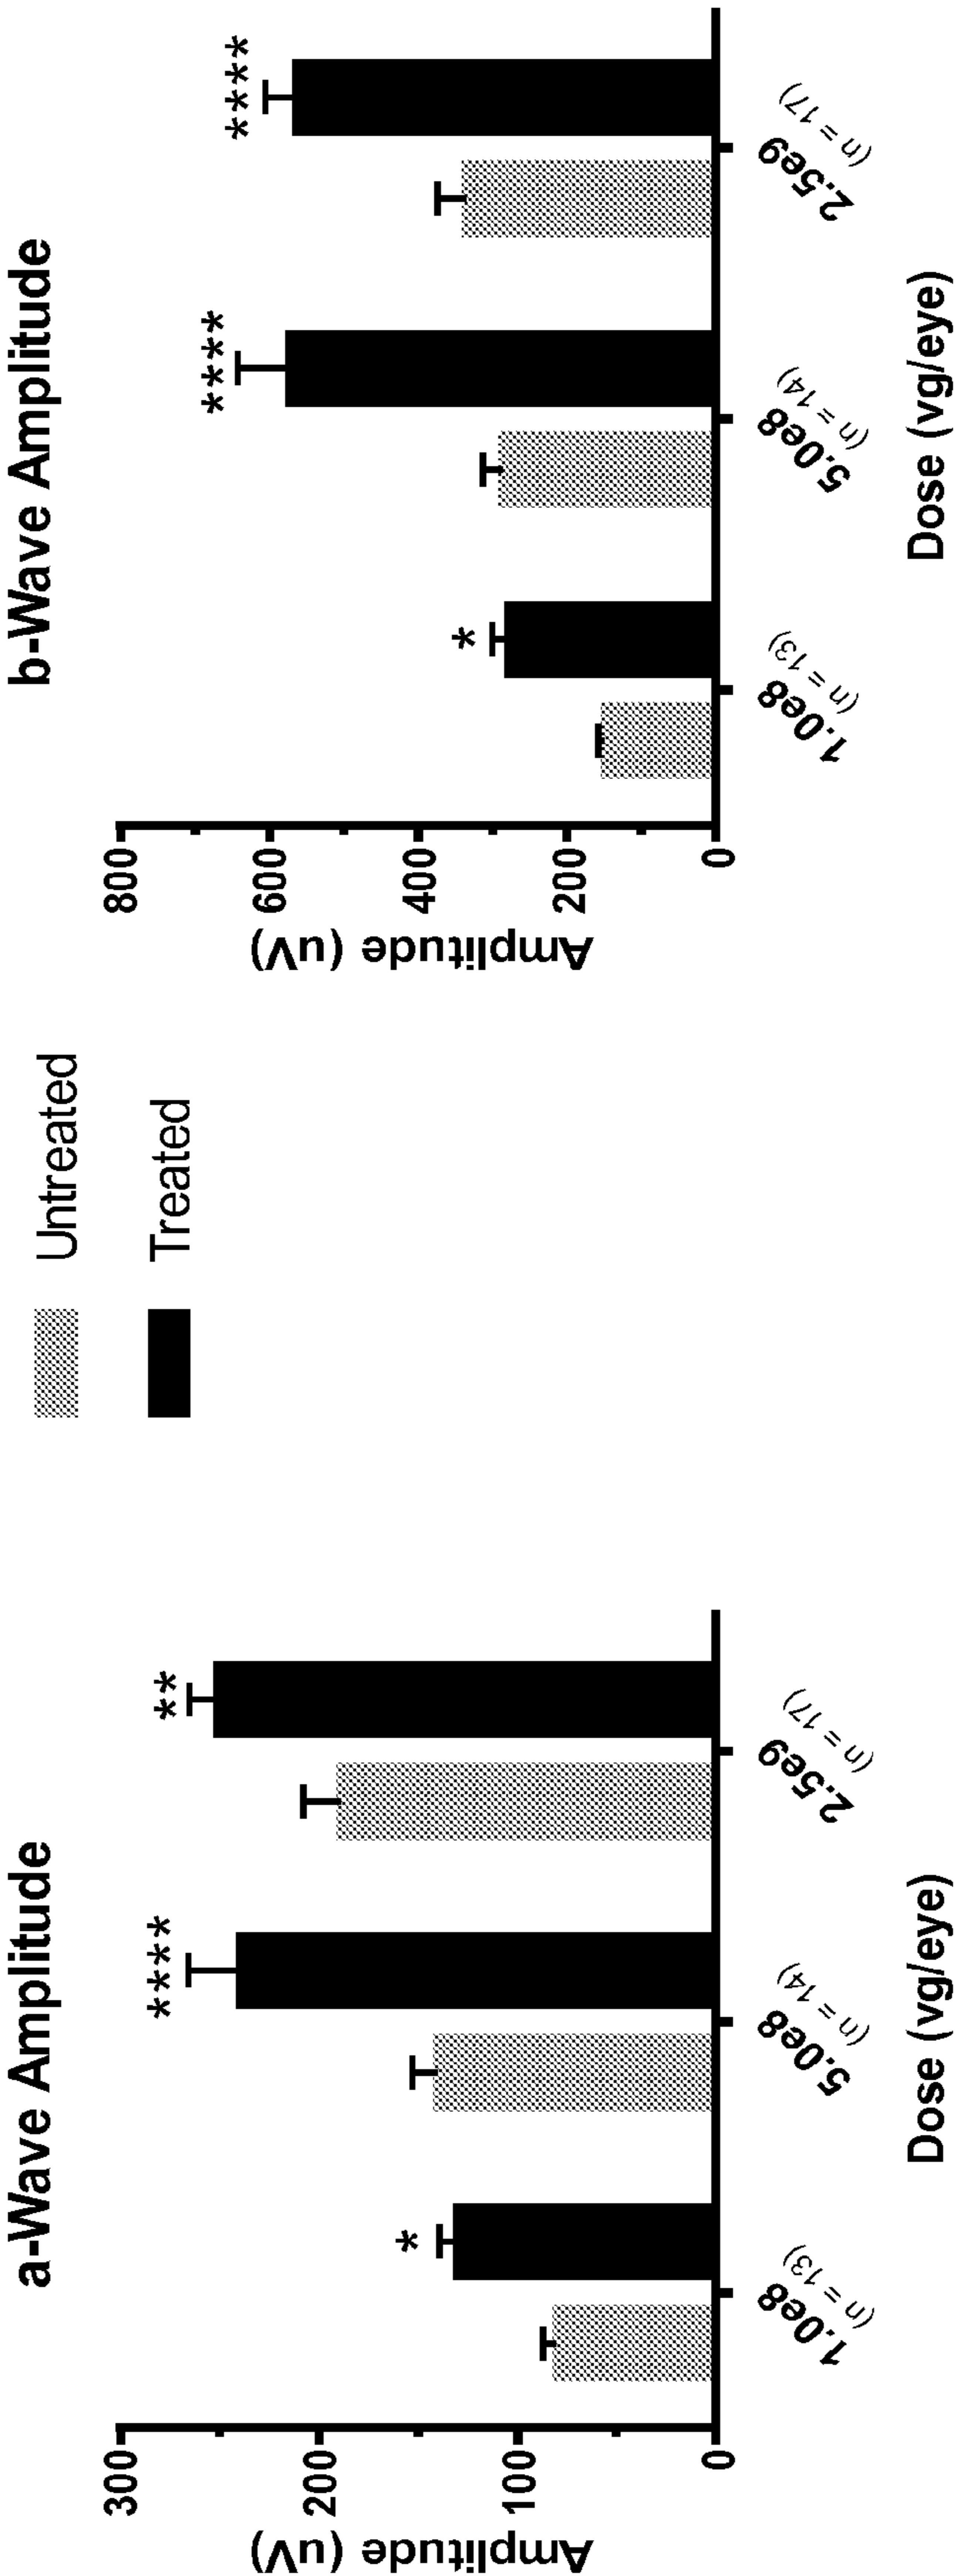 a-Wave Amplitude
Amplitude (uV)
300
200
100
0
*
****
**
1.0e8
(n = 13)
5.0e8
(n = 14)
2.5e9
(n = 17)
Dose (vg/eye)
Untreated
Treated
b-Wave Amplitude
Amplitude (uV)
800
600
400
200
0
*
****
****
1.0e8
(n = 13)
5.0e8
(n = 14)
2.5e9
(n = 17)
Dose (vg/eye)